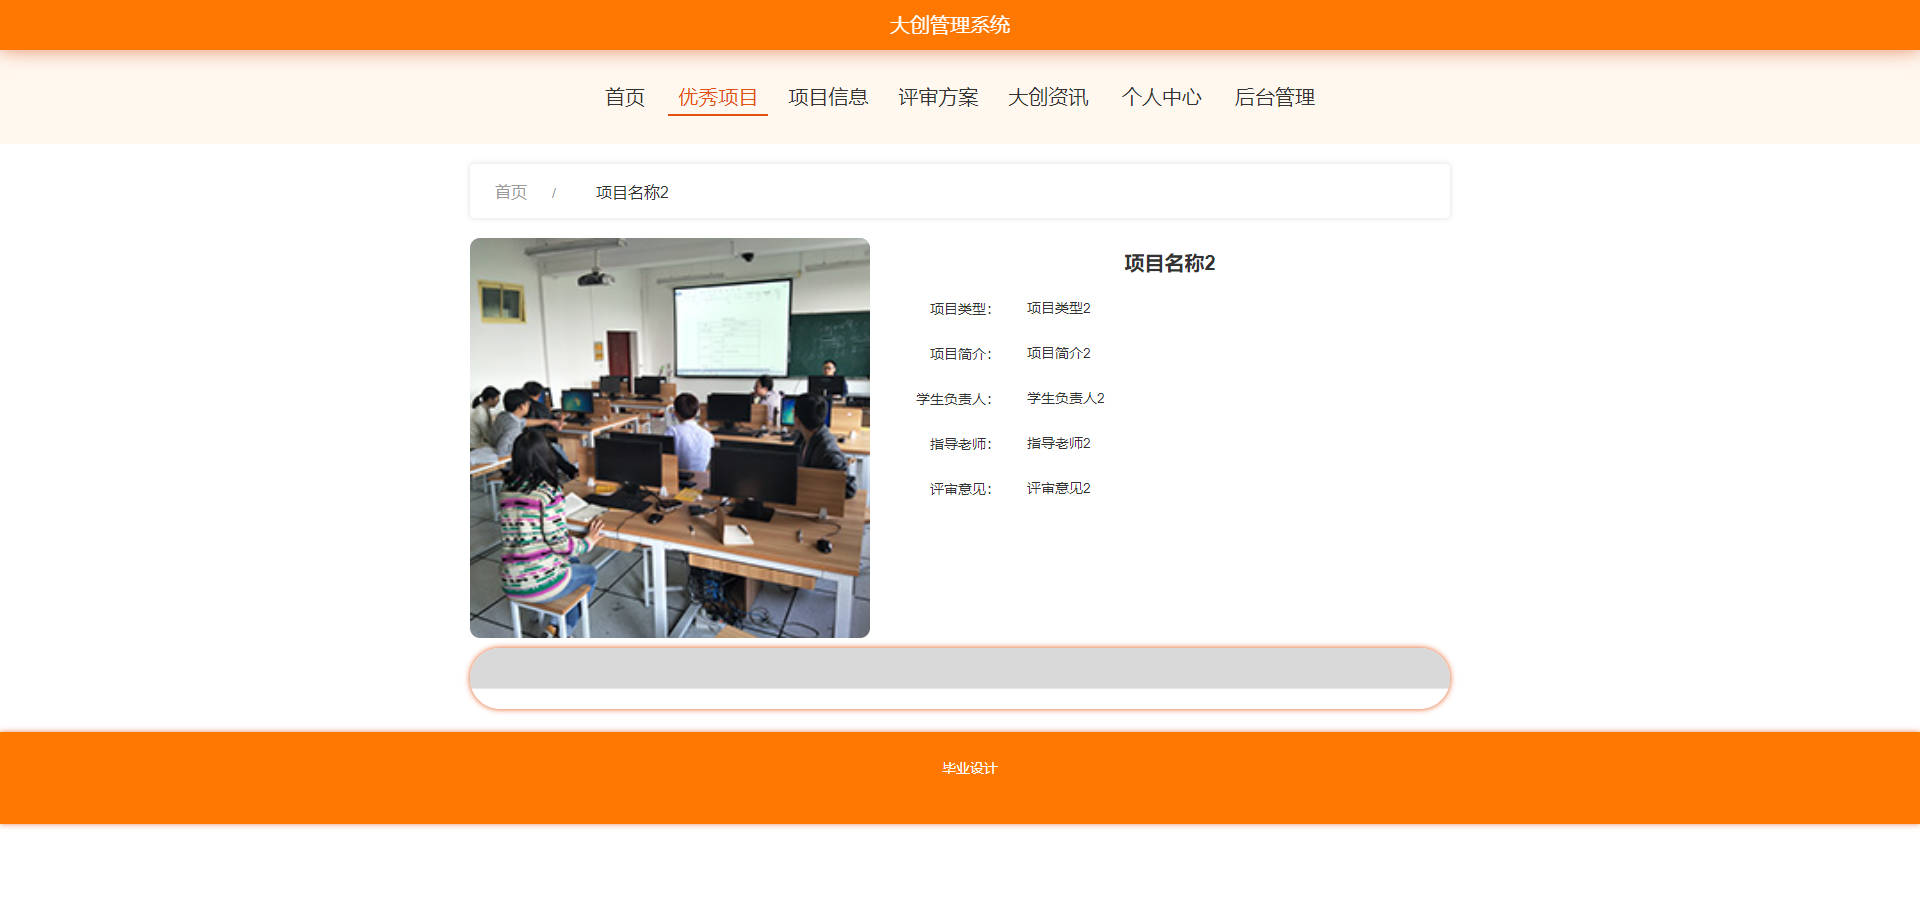 大创管理系统
首页 优秀项目 项目信息 评审方案 大创资讯 个人中心 后台管理
首页 / 项目名称2
项目名称2
项目类型： 项目类型2
项目简介： 项目简介2
学生负责人： 学生负责人2
指导老师： 指导老师2
评审意见： 评审意见2
毕业设计